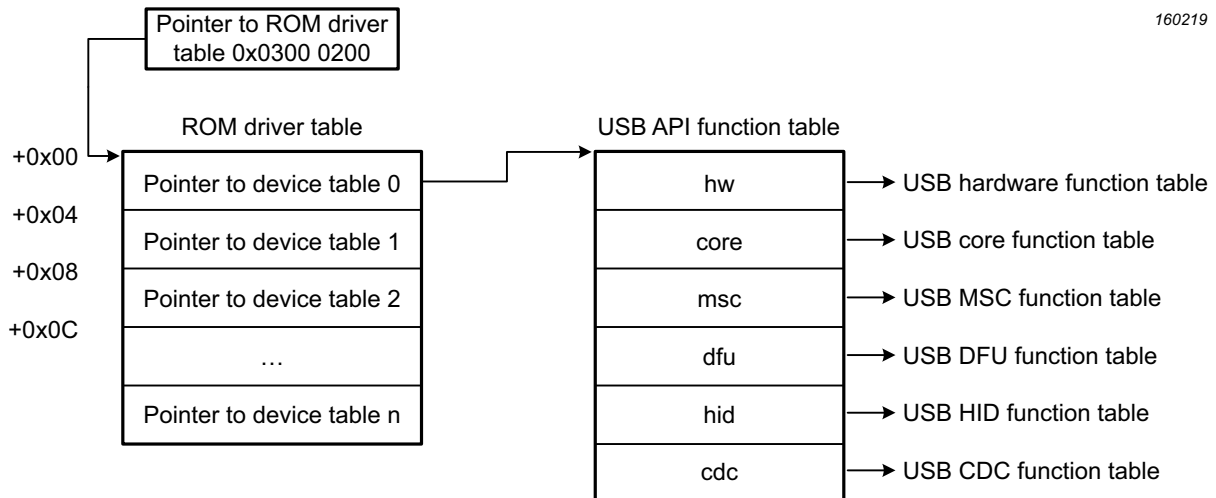 160219
Pointer to ROM driver
table 0x0300 0200
ROM driver table
+0x00
Pointer to device table 0
+0x04
Pointer to device table 1
+0x08
Pointer to device table 2
+0x0C
…
Pointer to device table n
USB API function table
hw
USB hardware function table
core
USB core function table
msc
USB MSC function table
dfu
USB DFU function table
hid
USB HID function table
cdc
USB CDC function table